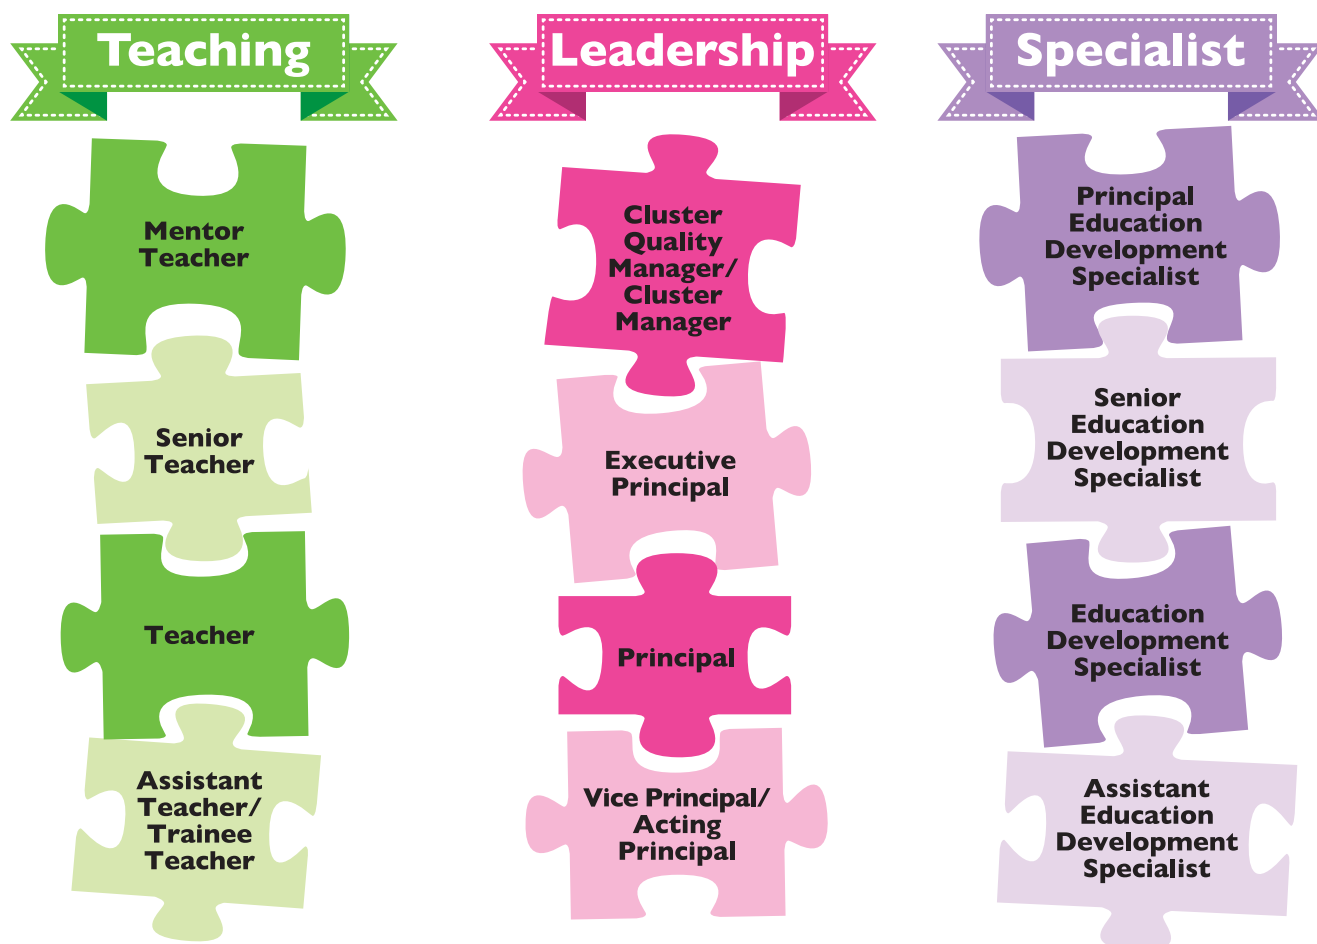 Teaching
Mentor
Teacher
Senior
Teacher
Teacher
Assistant
Teacher/
Trainee
Teacher
Leadership
Cluster
Quality
Manager/
Cluster
Manager
Executive
Principal
Principal
Vice Principal/
Acting
Principal
Specialist
Principal
Education
Development
Specialist
Senior
Education
Development
Specialist
Education
Development
Specialist
Assistant
Education
Development
Specialist